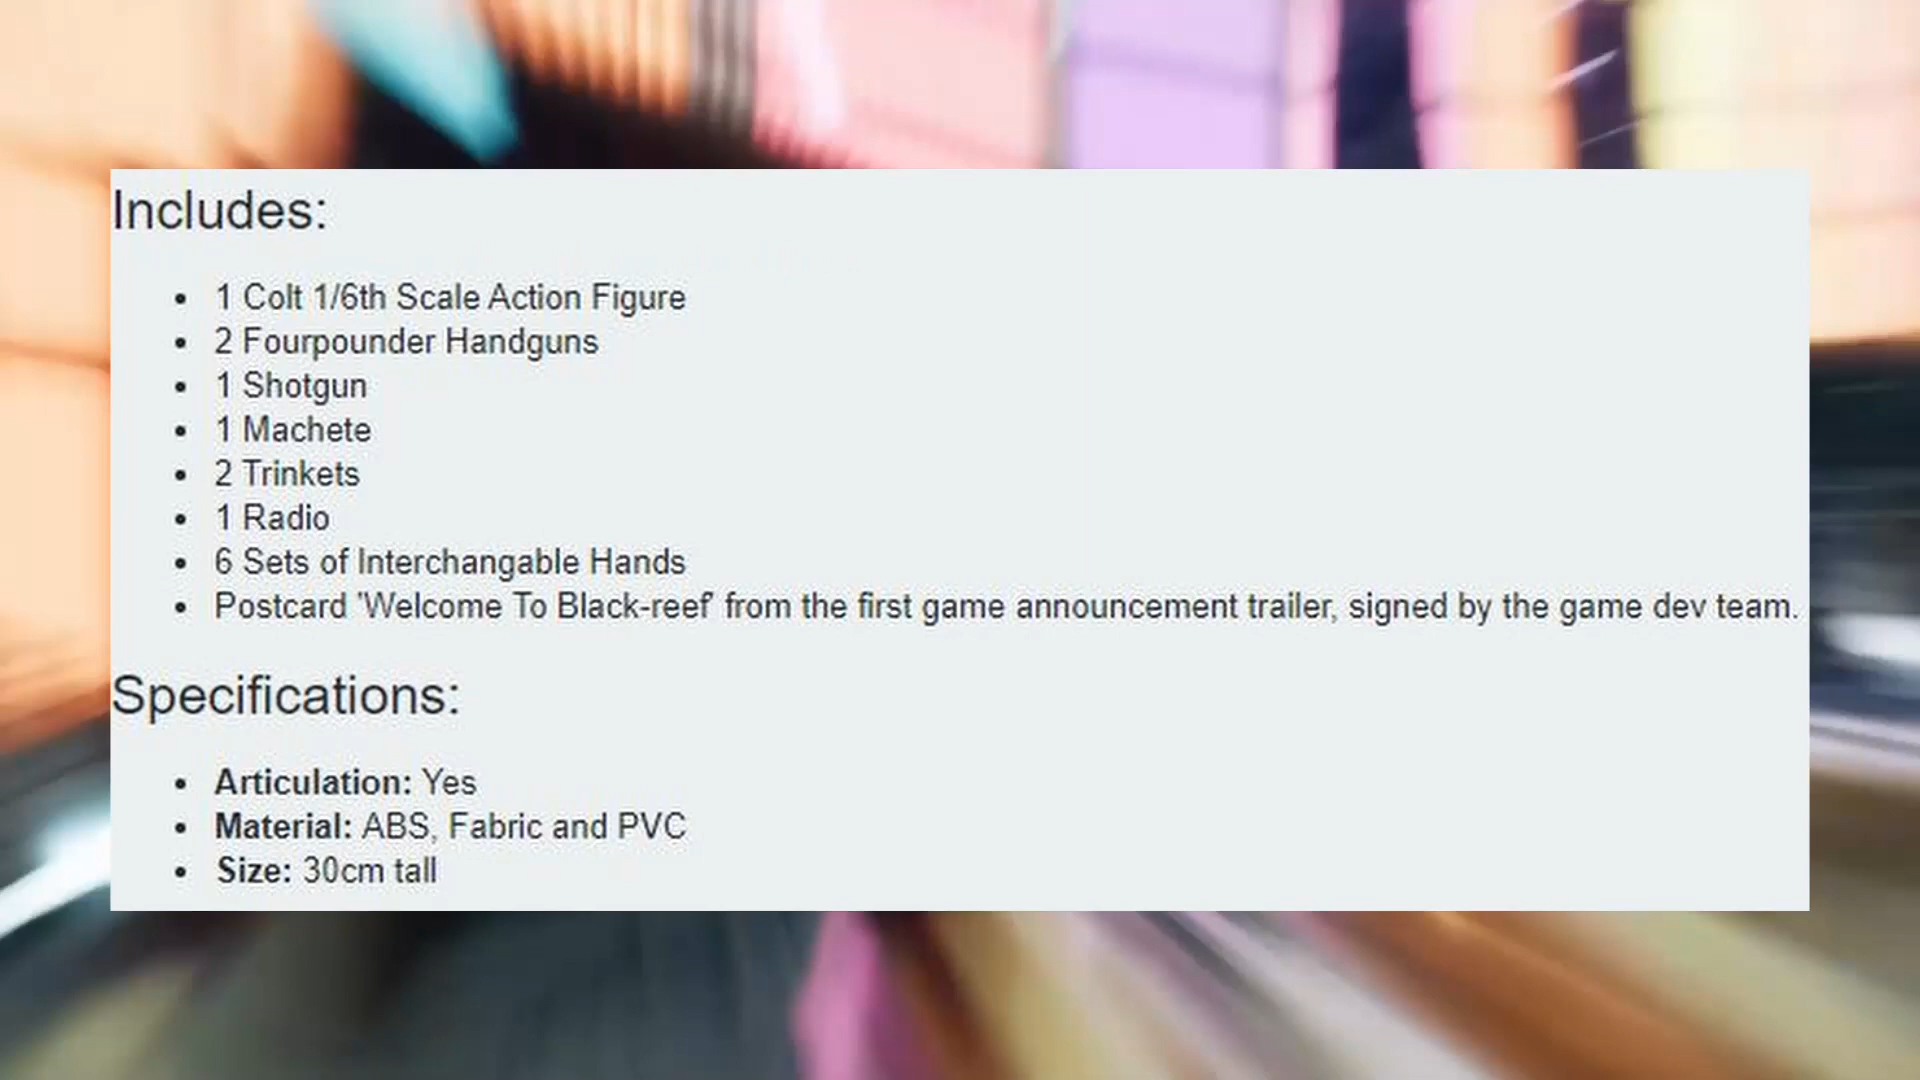 Includes:
1 Colt 1/6th Scale Action Figure
2 Fourpounder Handguns
1 Shotgun
1 Machete
2 Trinkets
1 Radio
6 Sets of Interchangable Hands
Postcard 'Welcome To Black-reef' from the first game announcement trailer, signed by the game dev team.
Specifications:
Articulation: Yes
Material: ABS, Fabric and PVC
Size: 30cm tall